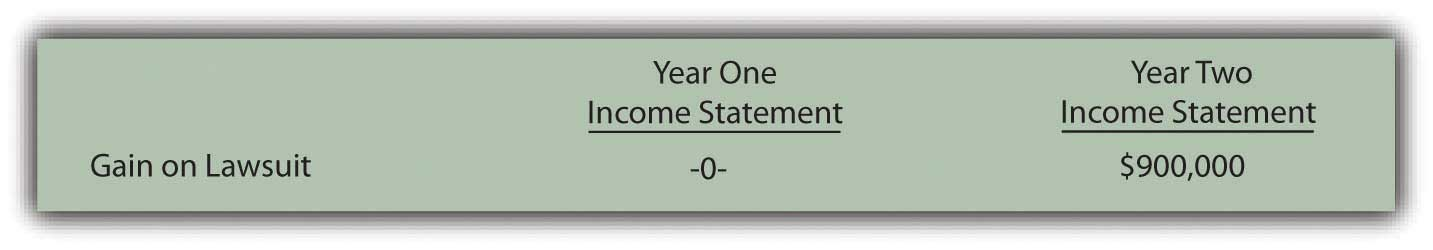 Year One Year Two
Income Statement Income Statement
Gain on Lawsuit -0- $900,000